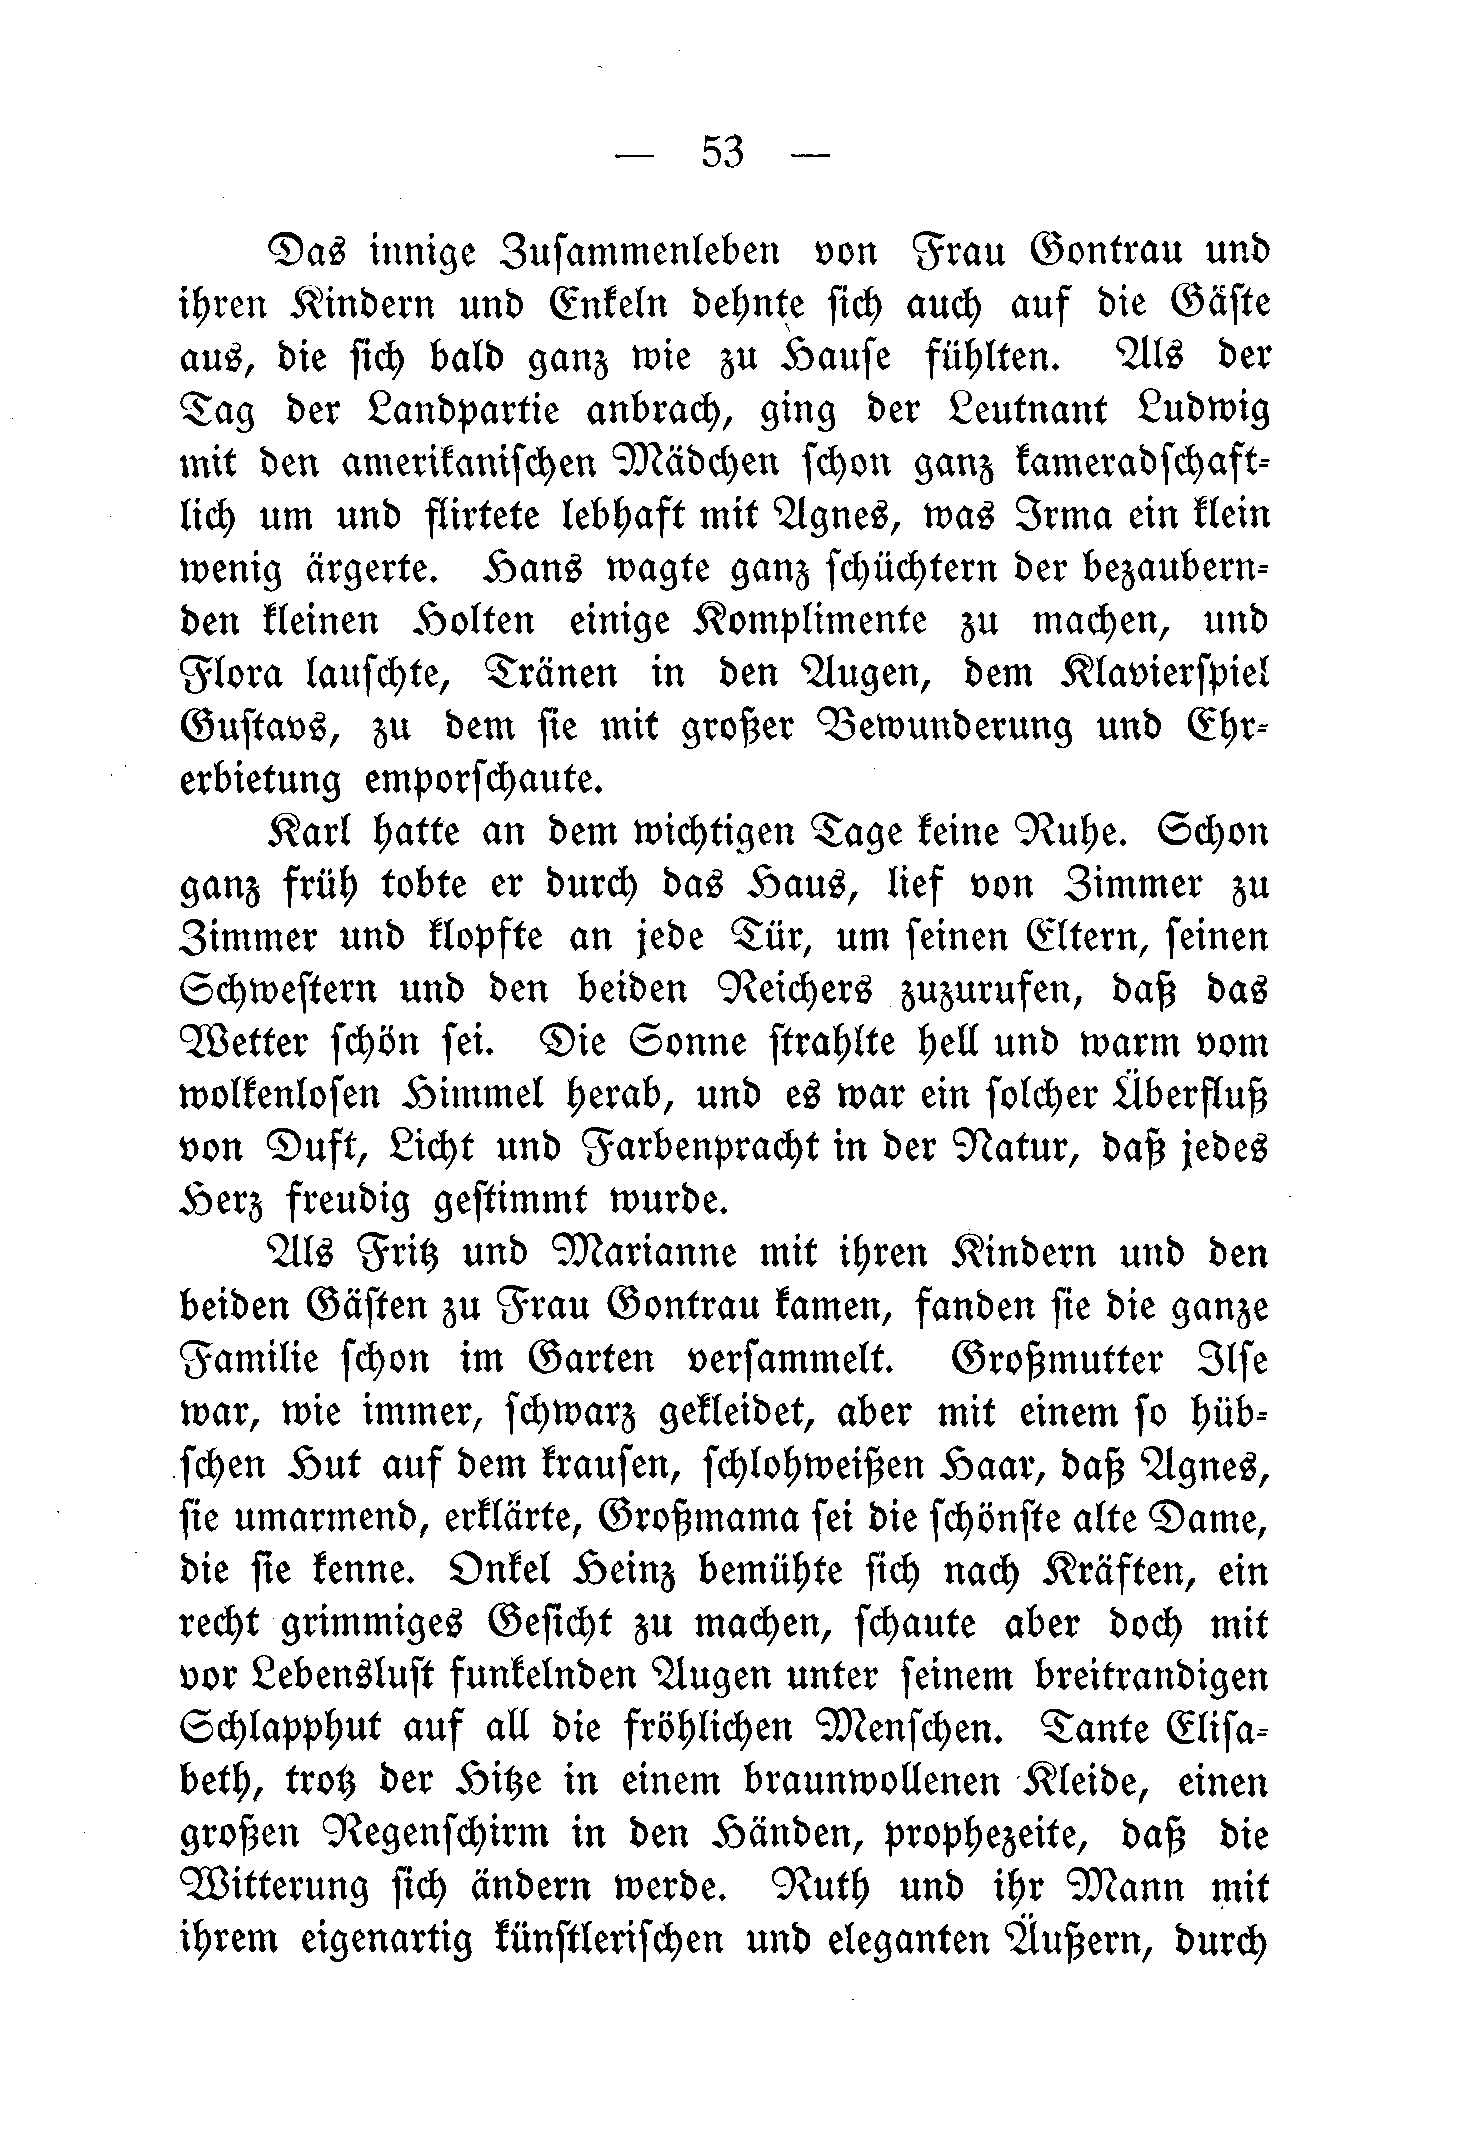 — 53 —
Das innige Zusammenleben von Frau Gontrau und
ihren Kindern und Enkeln dehnte sich auch auf die Gäste
aus, die sich bald ganz wie zu Hause fühlten. Als der
Tag der Landpartie anbrach, ging der Leutnant Ludwig
mit den amerikanischen Mädchen schon ganz kameradschaft-
lich um und flirtete lebhaft mit Agnes, was Irma ein klein
wenig ärgerte. Hans wagte ganz schüchtern der bezaubern-
den kleinen Holten einige Komplimente zu machen, und
Flora lauschte, Tränen in den Augen, dem Klavierspiel
Gustavs, zu dem sie mit großer Bewunderung und Ehr-
erbietung emporschaute.
Karl hatte an dem wichtigen Tage keine Ruhe. Schon
ganz früh tobte er durch das Haus, lief von Zimmer zu
Zimmer und klopfte an jede Tür, um seinen Eltern, seinen
Schwestern und den beiden Reichers zuzurufen, daß das
Wetter schön sei. Die Sonne strahlte hell und warm vom
wolkenlosen Himmel herab, und es war ein solcher Überfluß
von Duft, Licht und Farbenpracht in der Natur, daß jedes
Herz freudig gestimmt wurde.
Als Fritz und Marianne mit ihren Kindern und den
beiden Gästen zu Frau Gontrau kamen, fanden sie die ganze
Familie schon im Garten versammelt. Großmutter Ilse
war, wie immer, schwarz gekleidet, aber mit einem so hüb-
schen Hut auf dem krausen, schlohweißen Haar, daß Agnes,
sie umarmend, erklärte, Großmama sei die schönste alte Dame,
die sie kenne. Onkel Heinz bemühte sich nach Kräften, ein
recht grimmiges Gesicht zu machen, schaute aber doch mit
vor Lebenslust funkelnden Augen unter seinem breitrandigen
Schlapphut auf all die fröhlichen Menschen. Tante Elisa-
beth, trotz der Hitze in einem braunwollenen Kleide, einen
großen Regenschirm in den Händen, prophezeite, daß die
Witterung sich ändern werde. Ruth und ihr Mann mit
ihrem eigenartig künstlerischen und eleganten Äußern, durch